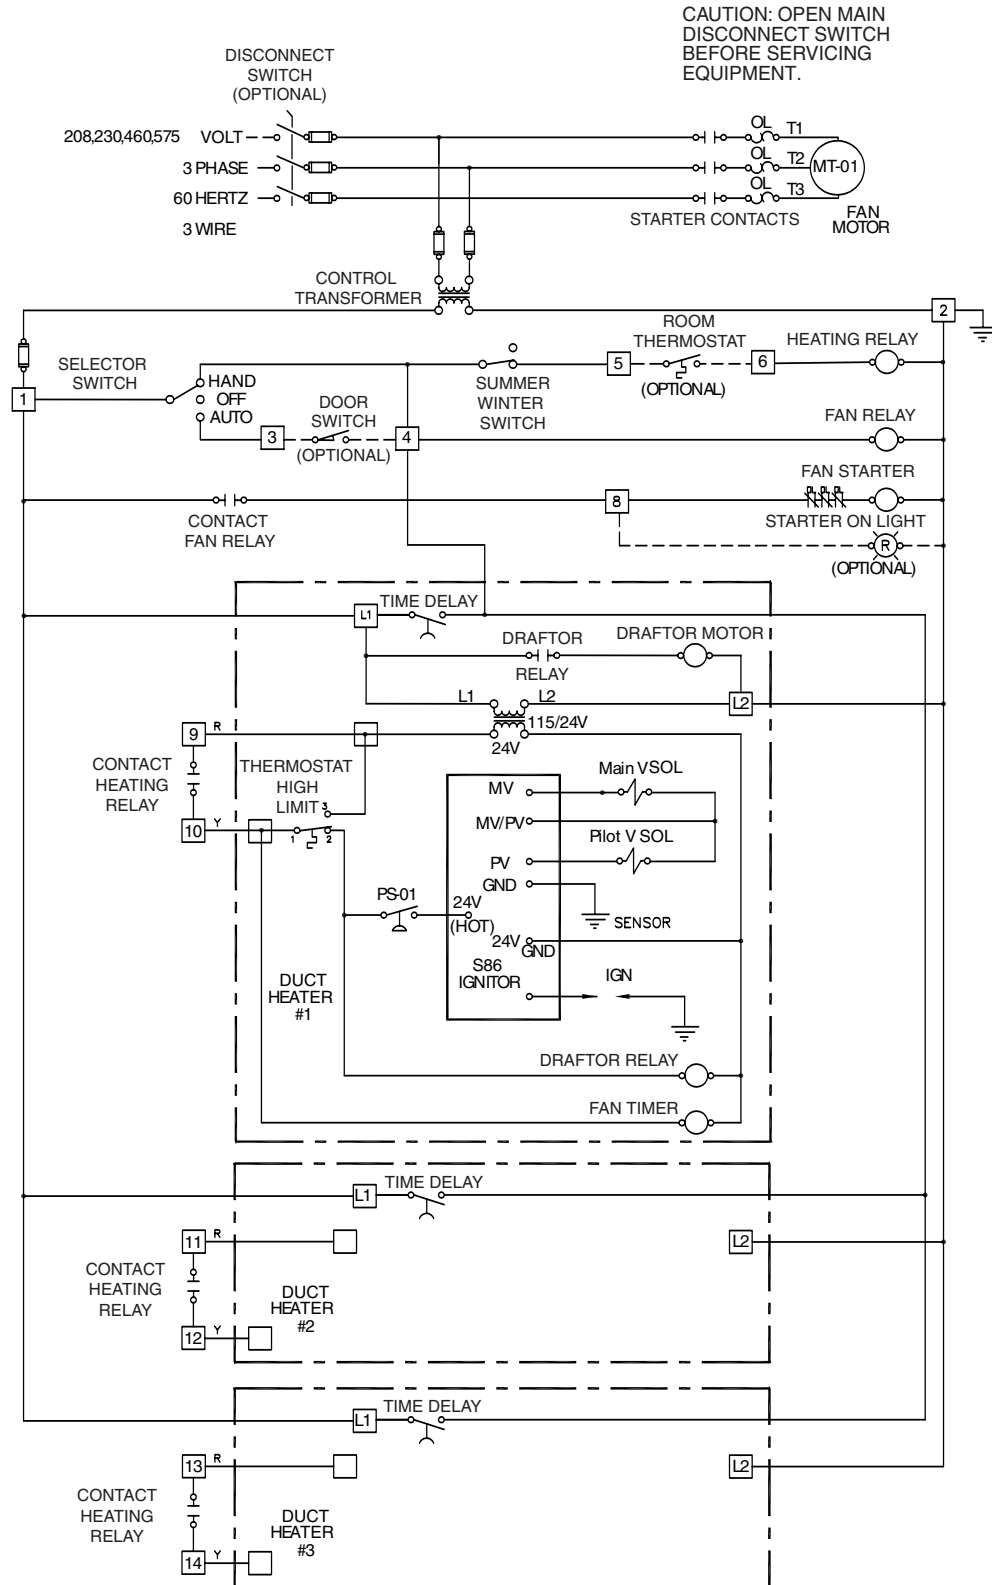 CAUTION: OPEN MAIN
DISCONNECT SWITCH
BEFORE SERVICING
EQUIPMENT.
DISCONNECT
SWITCH
(OPTIONAL)
208,230,460,575 VOLT
3 PHASE
60 HERTZ
3 WIRE
OL T1
OL T2
OL T3
MT-01
STARTER CONTACTS
FAN
MOTOR
CONTROL
TRANSFORMER
2
SELECTOR
SWITCH
1
HAND
OFF
AUTO
3
DOOR
SWITCH
(OPTIONAL)
4
SUMMER
WINTER
SWITCH
5
ROOM
THERMOSTAT
(OPTIONAL)
6
HEATING RELAY
FAN RELAY
CONTACT
FAN RELAY
8
FAN STARTER
OL OL OL
STARTER ON LIGHT
R
(OPTIONAL)
L1
TIME DELAY
DRAFTOR
RELAY
DRAFTOR MOTOR
L1
L2
L2
115/24V
24V
9
R
CONTACT
HEATING
RELAY
10
Y
THERMOSTAT
HIGH
LIMIT
3
1
2
MV
Main VSOL
MV/PV
Pilot V SOL
PV
GND
PS-01
24V
(HOT)
SENSOR
24V
GND
S86
IGNITOR
IGN
DUCT
HEATER
#1
DRAFTOR RELAY
FAN TIMER
L1
TIME DELAY
11
R
L2
CONTACT
HEATING
RELAY
DUCT
HEATER
#2
12
Y
L1
TIME DELAY
13
R
L2
CONTACT
HEATING
RELAY
DUCT
HEATER
#3
14
Y